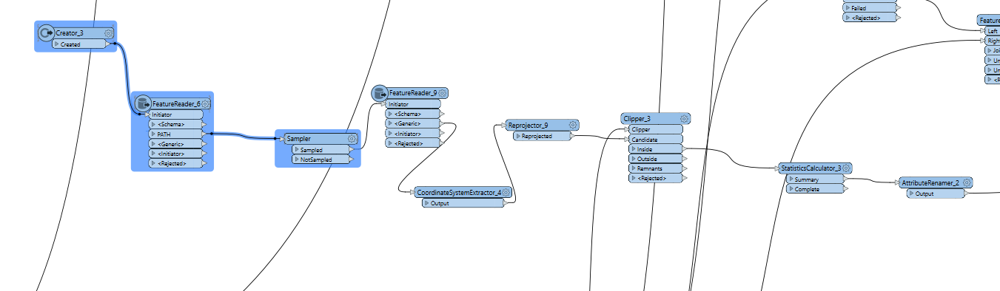 Creator_3
Created
FeatureReader_6
Initiator
<Schema>
PATH
<Generic>
<Initiator>
<Rejected>
Sampler
Sampled
NotSampled
FeatureReader_9
Initiator
<Schema>
<Generic>
<Initiator>
<Rejected>
CoordinateSystemExtractor_4
Output
Reprojector_9
Reprojected
Clipper_3
Clipper
Candidate
Inside
Outside
Remnants
<Rejected>
StatisticsCalculator_3
Summary
Complete
AttributeRenamer_2
Output
Failed
<Rejected>
Feature
Left
Righ
Joi
Un
Un
<R